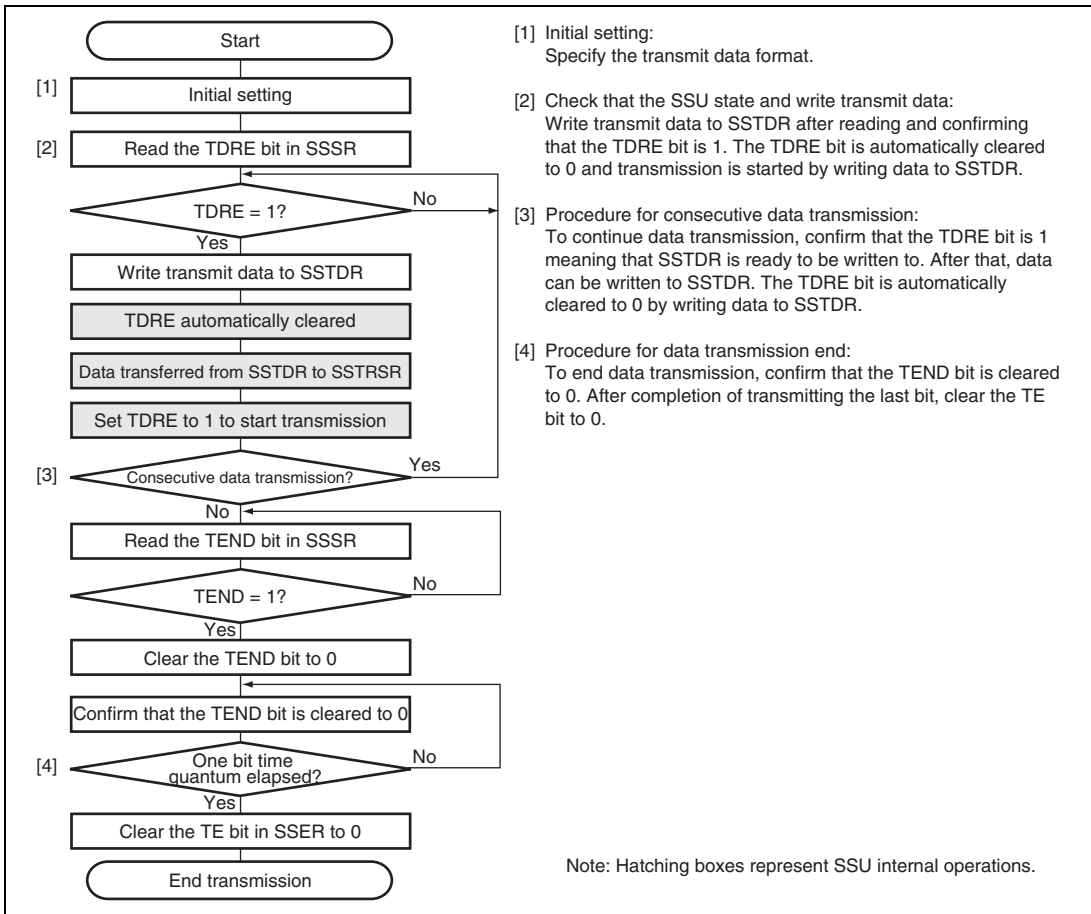 Start
[1]
Initial setting
[2]
Read the TDRE bit in SSSR
TDRE = 1?
No
Yes
Write transmit data to SSTDR
TDRE automatically cleared
Data transferred from SSTDR to SSTRSR
Set TDRE to 1 to start transmission
[3]
Consecutive data transmission?
Yes
No
Read the TEND bit in SSSR
TEND = 1?
No
Yes
Clear the TEND bit to 0
Confirm that the TEND bit is cleared to 0
[4]
One bit time
quantum elapsed?
No
Yes
Clear the TE bit in SSER to 0
End transmission
[1] Initial setting:
Specify the transmit data format.
[2] Check that the SSU state and write transmit data:
Write transmit data to SSTDR after reading and confirming
that the TDRE bit is 1. The TDRE bit is automatically cleared
to 0 and transmission is started by writing data to SSTDR.
[3] Procedure for consecutive data transmission:
To continue data transmission, confirm that the TDRE bit is 1
meaning that SSTDR is ready to be written to. After that, data
can be written to SSTDR. The TDRE bit is automatically
cleared to 0 by writing data to SSTDR.
[4] Procedure for data transmission end:
To end data transmission, confirm that the TEND bit is cleared
to 0. After completion of transmitting the last bit, clear the TE
bit to 0.
Note: Hatching boxes represent SSU internal operations.